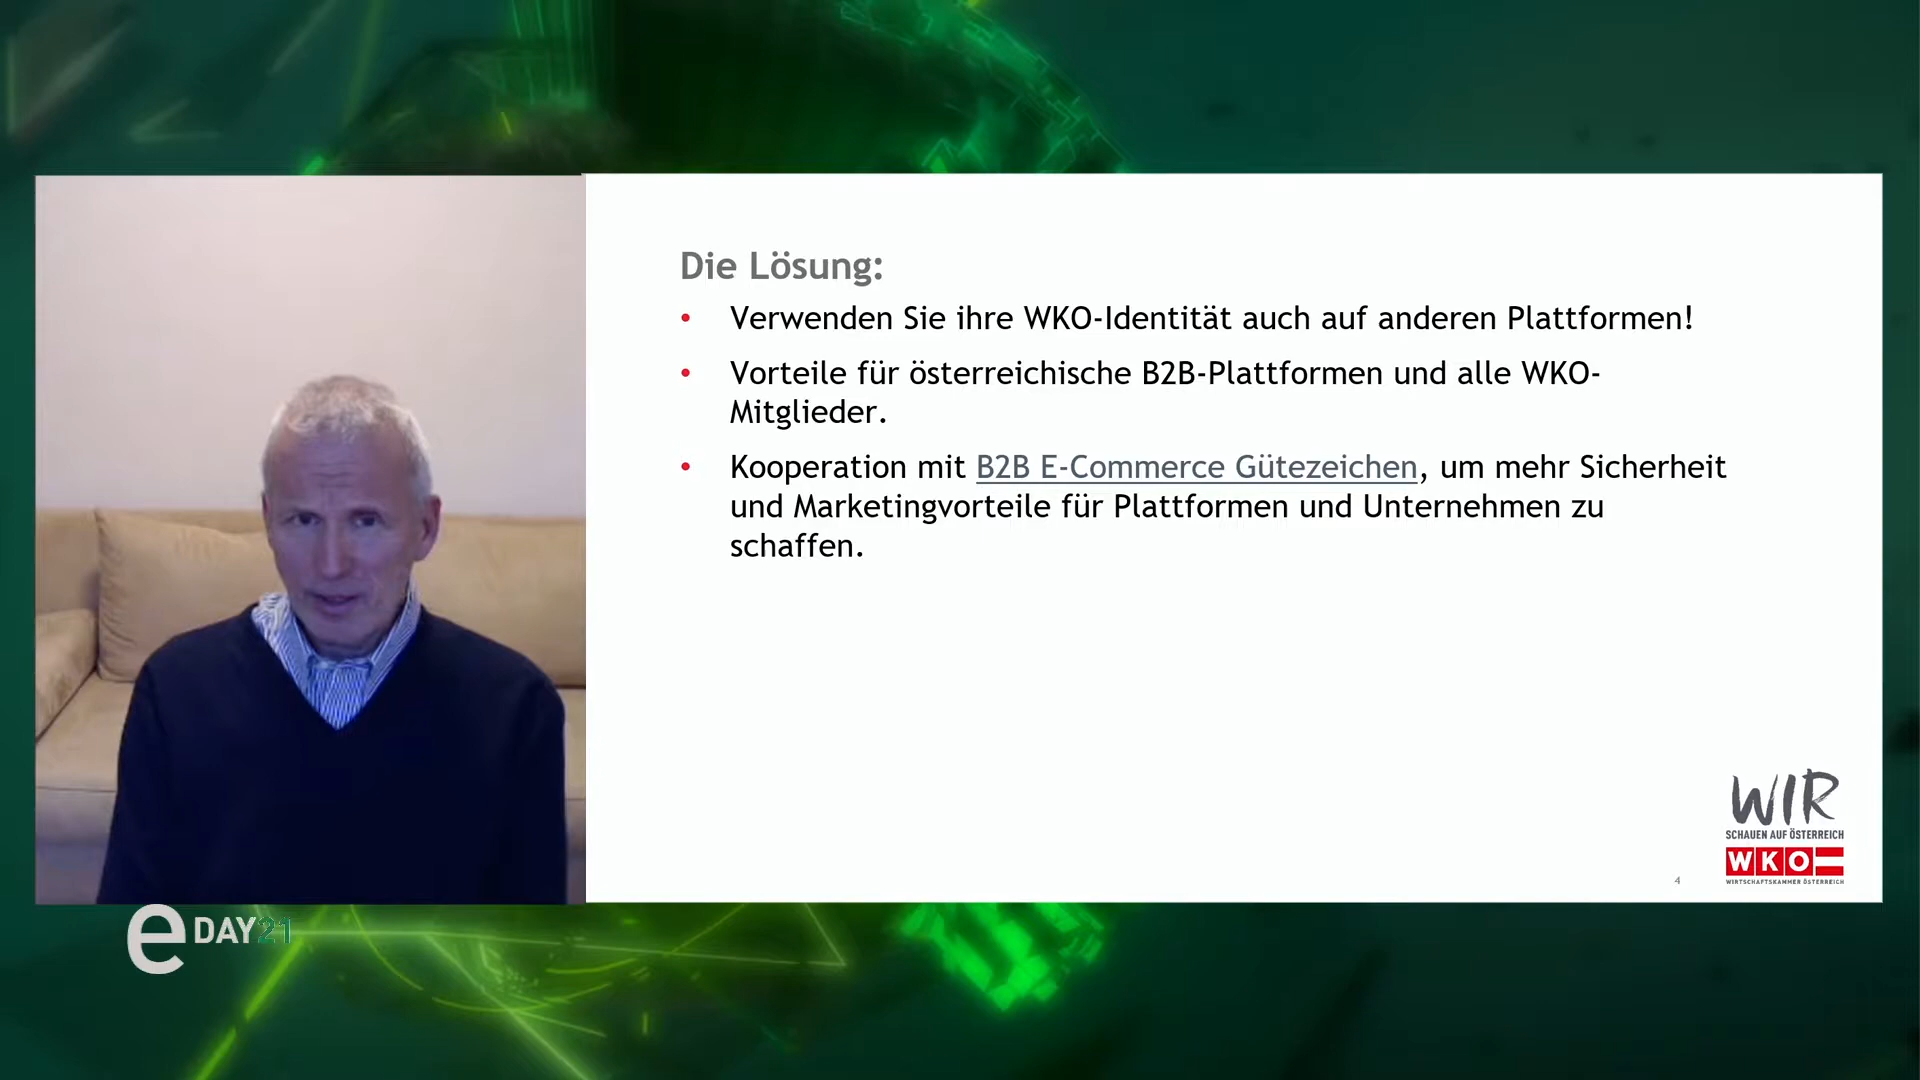 Die Lösung:
• Verwenden Sie ihre WKO-Identität auch auf anderen Plattformen!
• Vorteile für österreichische B2B-Plattformen und alle WKO-
Mitglieder.
• Kooperation mit B2B E-Commerce Gütezeichen, um mehr Sicherheit
und Marketingvorteile für Plattformen und Unternehmen zu
schaffen.
WIR
SCHAUEN AUF ÖSTERREICH
WKO
WIRTSCHAFTSKAMMER ÖSTERREICH
4
e DAY21